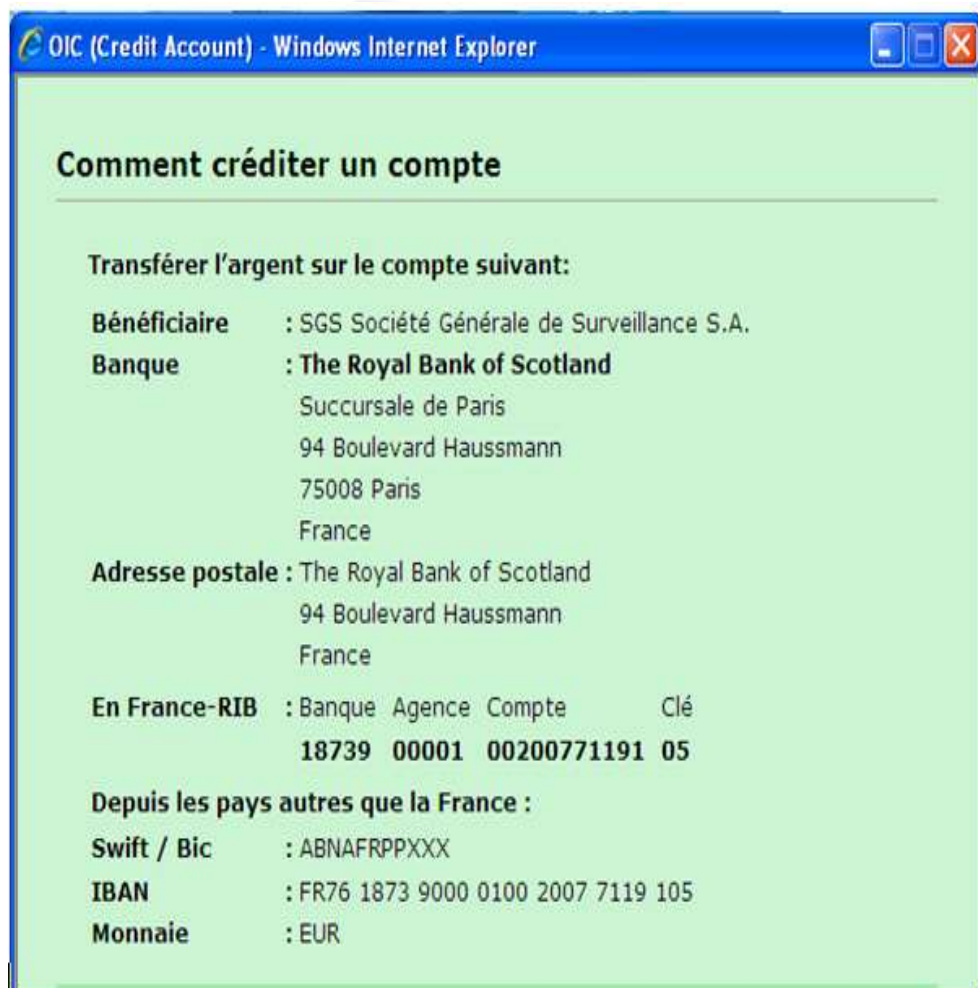 OIC (Credit Account) - Windows Internet Explorer
Comment créditer un compte
Transférer l'argent sur le compte suivant:
Bénéficiaire : SGS Société Générale de Surveillance S.A.
Banque : The Royal Bank of Scotland
Succursale de Paris
94 Boulevard Haussmann
75008 Paris
France
Adresse postale : The Royal Bank of Scotland
94 Boulevard Haussmann
France
En France-RIB : Banque Agence Compte Clé
18739 00001 00200771191 05
Depuis les pays autres que la France :
Swift / Bic : ABNAFRPPXXX
IBAN : FR76 1873 9000 0100 2007 7119 105
Monnaie : EUR